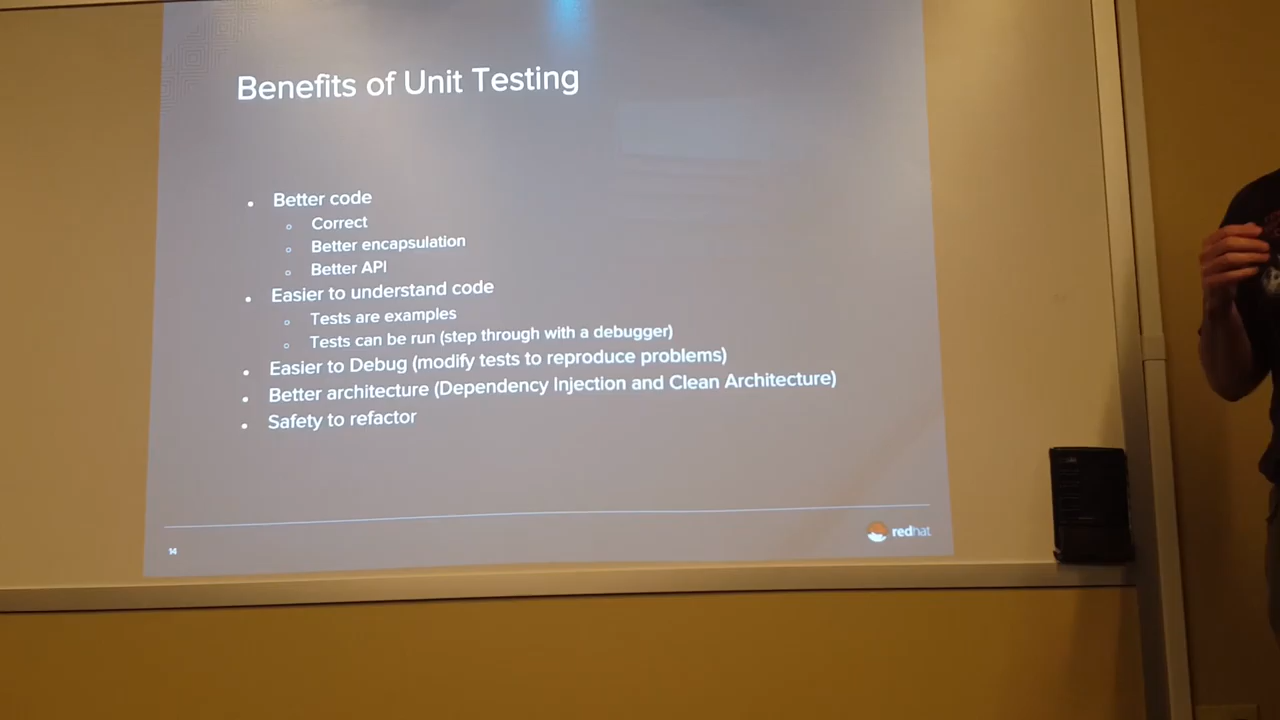 Benefits of Unit Testing
Better code
Correct
Better encapsulation
Better API
Easier to understand code
Tests are examples
Tests can be run (step through with a debugger)
Easier to Debug (modify tests to reproduce problems)
Better architecture (Dependency Injection and Clean Architecture)
Safety to refactor
14
redhat